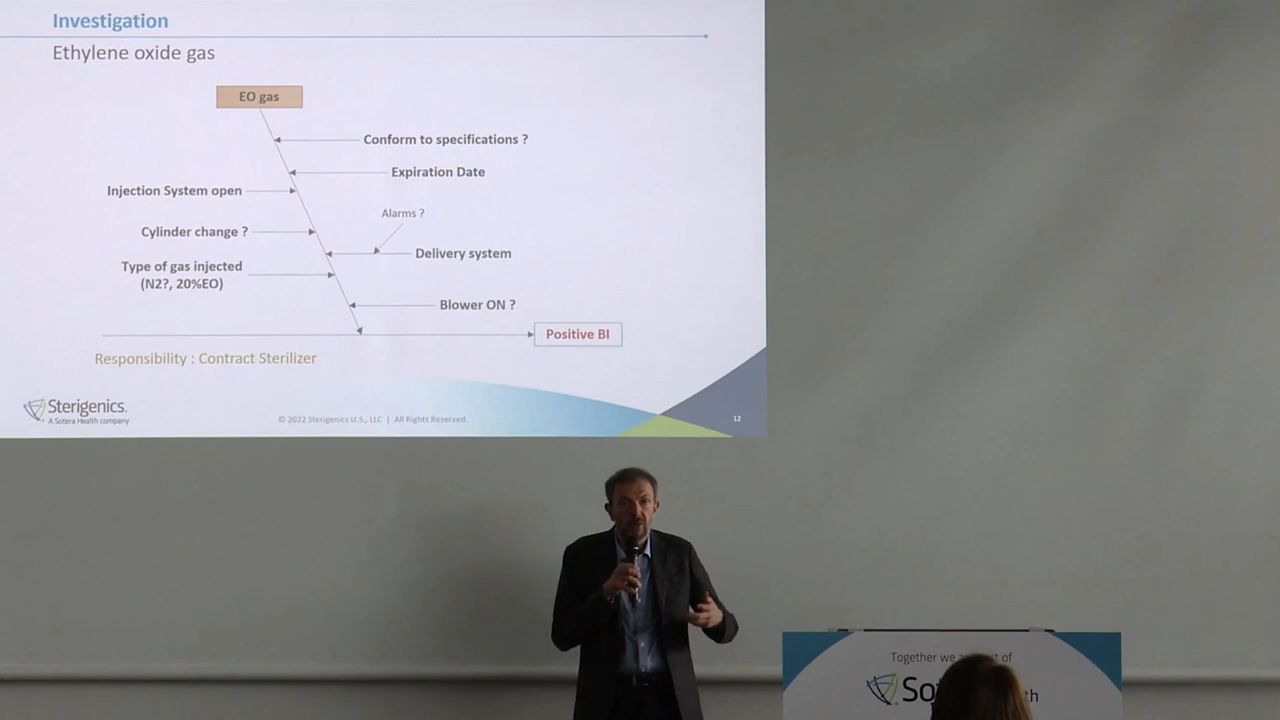 Investigation
Ethylene oxide gas
EO gas
Conform to specifications ?
Expiration Date
Injection System open
Alarms ?
Cylinder change ?
Delivery system
Type of gas injected
(N2?, 20%EO)
Blower ON ?
Positive BI
Responsibility : Contract Sterilizer
Sterigenics.
A Sotera Health company
© 2022 Sterigenics U.S., LLC | All Rights Reserved.
12
Together we of